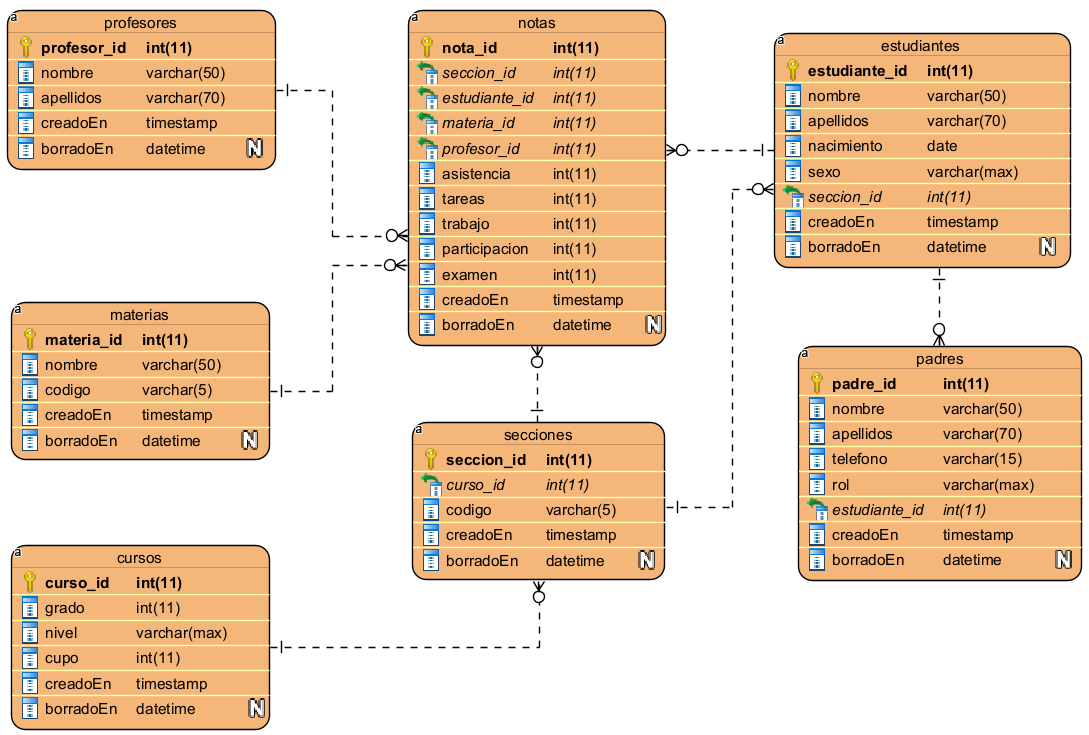 a
profesores
profesor_id int(11)
nombre varchar(50)
apellidos varchar(70)
creadoEn timestamp
borradoEn datetime N
a
notas
nota_id int(11)
seccion_id int(11)
estudiante_id int(11)
materia_id int(11)
profesor_id int(11)
asistencia int(11)
tareas int(11)
trabajo int(11)
participacion int(11)
examen int(11)
creadoEn timestamp
borradoEn datetime N
a
estudiantes
estudiante_id int(11)
nombre varchar(50)
apellidos varchar(70)
nacimiento date
sexo varchar(max)
seccion_id int(11)
creadoEn timestamp
borradoEn datetime N
a
materias
materia_id int(11)
nombre varchar(50)
codigo varchar(5)
creadoEn timestamp
borradoEn datetime N
a
secciones
seccion_id int(11)
curso_id int(11)
codigo varchar(5)
creadoEn timestamp
borradoEn datetime N
a
padres
padre_id int(11)
nombre varchar(50)
apellidos varchar(70)
telefono varchar(15)
rol varchar(max)
estudiante_id int(11)
creadoEn timestamp
borradoEn datetime N
a
cursos
curso_id int(11)
grado int(11)
nivel varchar(max)
cupo int(11)
creadoEn timestamp
borradoEn datetime N